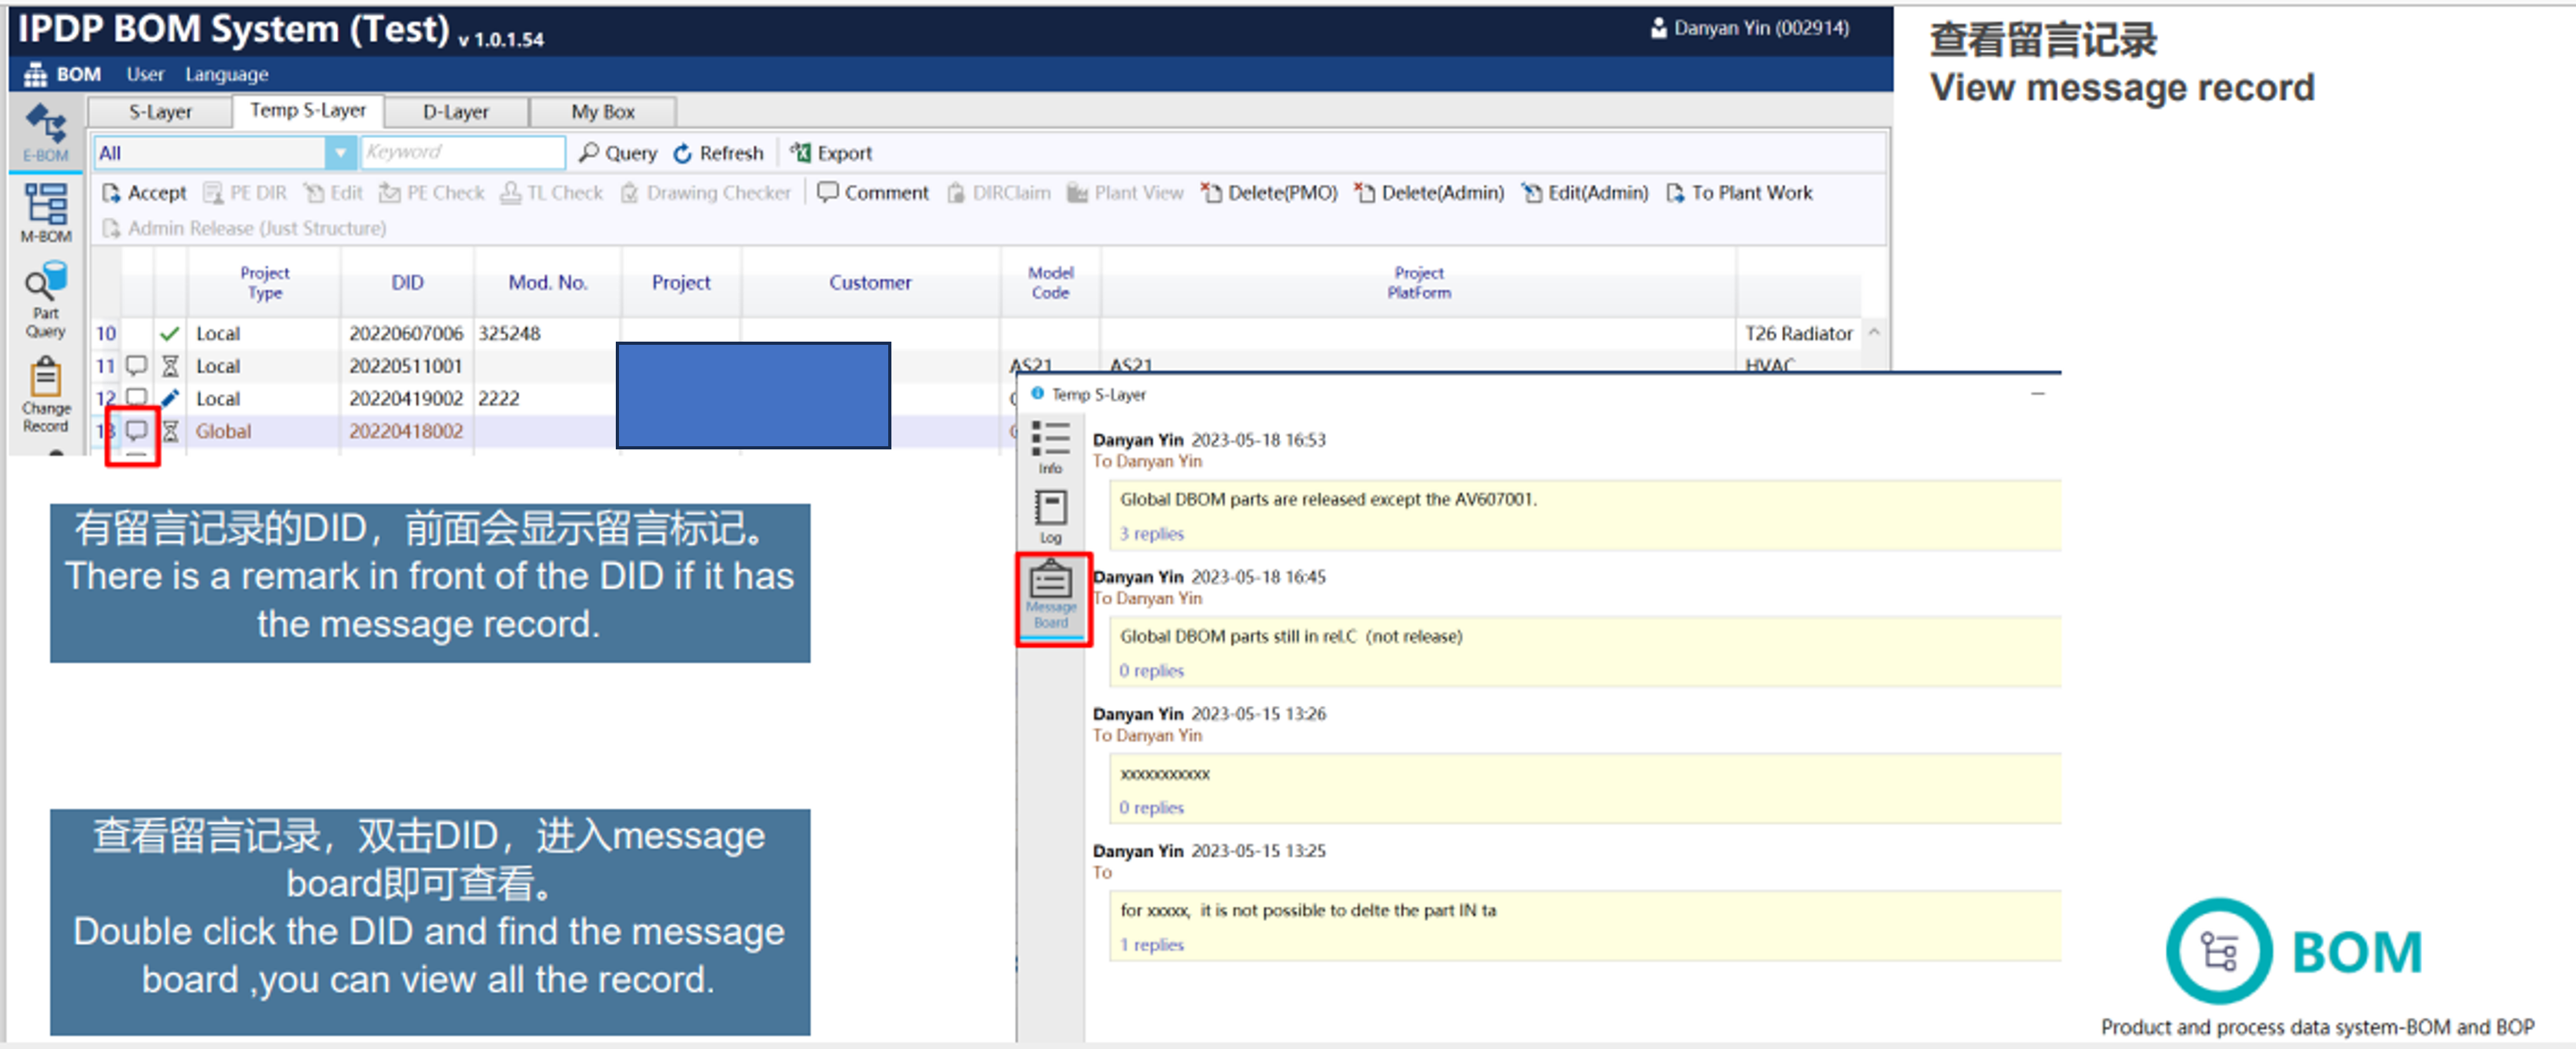 IPDP BOM System (Test) v 1.0.1.54
Danyan Yin (002914)
BOM User Language
S-Layer Temp S-Layer D-Layer My Box
All Keyword Query Refresh Export
Accept PE DIR Edit PE Check TL Check Drawing Checker Comment DIRClaim Plant View Delete(PMO) Delete(Admin) Edit(Admin) To Plant Work
Admin Release (Just Structure)
E-BOM
M-BOM
Part
Query
Change
Record
Project
Type
DID
Mod. No.
Project
Customer
Model
Code
Project
PlatForm
10 Local 20220607006 325248 T26 Radiator
11 Local 20220511001 AS21 AS21 HVAC
12 Local 20220419002 2222
13 Global 20220418002
查看留言记录
View message record
有留言记录的DID，前面会显示留言标记。
There is a remark in front of the DID if it has
the message record.
查看留言记录，双击DID，进入message
board即可查看。
Double click the DID and find the message
board ,you can view all the record.
Temp S-Layer
Info
Log
Message
Board
Danyan Yin 2023-05-18 16:53
To Danyan Yin
Global DBOM parts are released except the AV607001.
3 replies
Danyan Yin 2023-05-18 16:45
To Danyan Yin
Global DBOM parts still in rel.C (not release)
0 replies
Danyan Yin 2023-05-15 13:26
To Danyan Yin
xxxxxxxxxxx
0 replies
Danyan Yin 2023-05-15 13:25
To
for xxxxx, it is not possible to delte the part IN ta
1 replies
BOM
Product and process data system-BOM and BOP